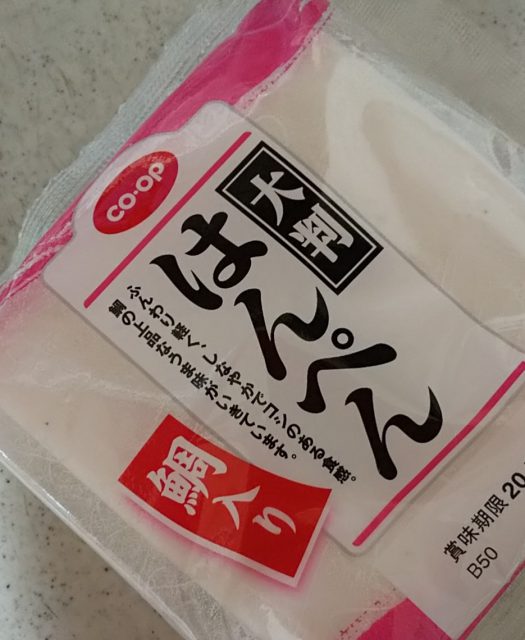 co·op
大判
はんぺん
ふんわり軽く、しなやかでコシのある食感。
鯛の上品なうま味がいきています。
鯛入り
賞味期限 20
B50